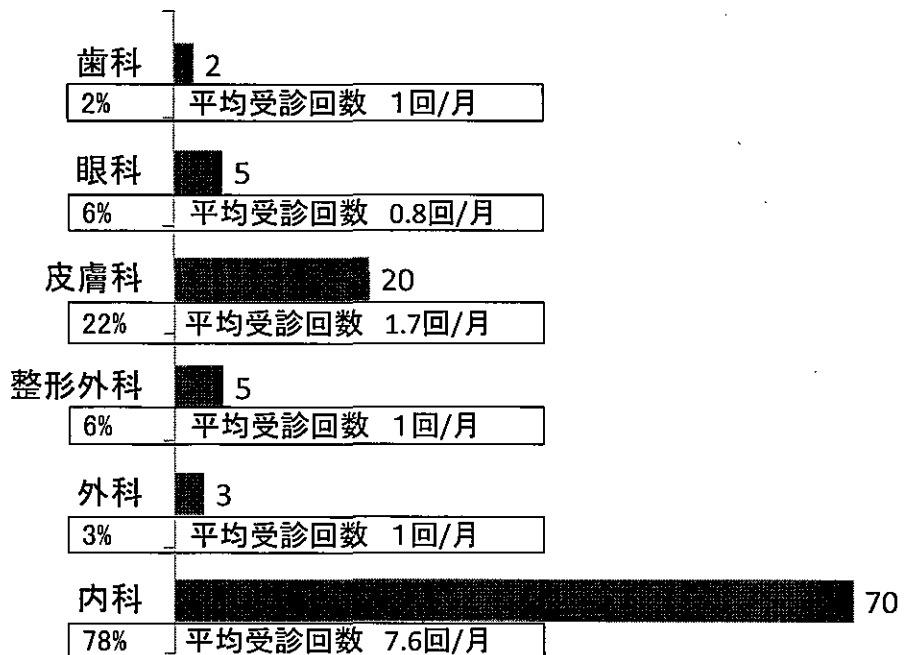 歯科 2
2% 平均受診回数 1回/月
眼科 5
6% 平均受診回数 0.8回/月
皮膚科 20
22% 平均受診回数 1.7回/月
整形外科 5
6% 平均受診回数 1回/月
外科 3
3% 平均受診回数 1回/月
内科 70
78% 平均受診回数 7.6回/月